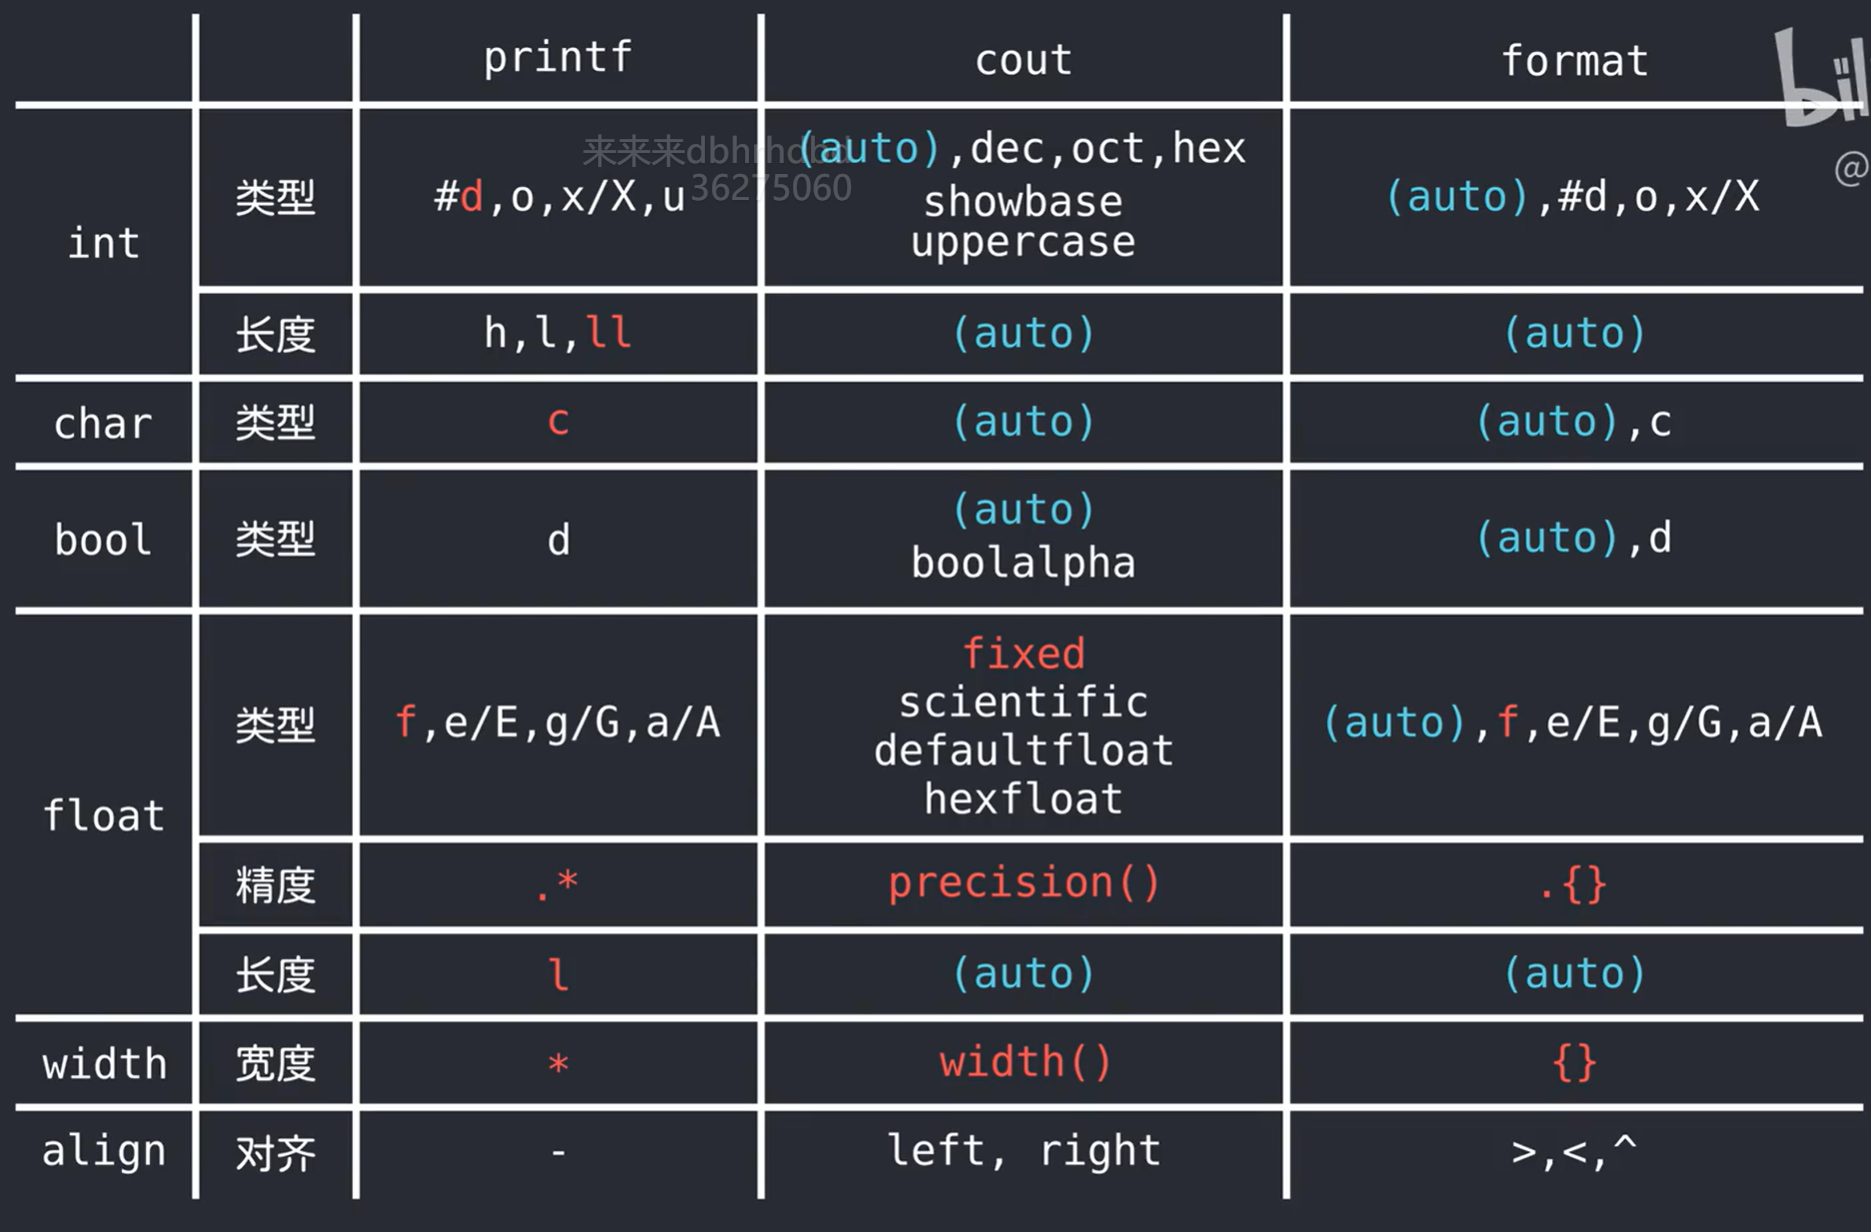 printf
cout
format
bil
@
int
类型
#d,o,x/X,u
来来来dbhrhdbd
36275060
(auto),dec,oct,hex
showbase
uppercase
(auto),#d,o,x/X
长度
h,l,ll
(auto)
(auto)
char
类型
c
(auto)
(auto),c
bool
类型
d
(auto)
boolalpha
(auto),d
float
类型
f,e/E,g/G,a/A
fixed
scientific
defaultfloat
hexfloat
(auto),f,e/E,g/G,a/A
精度
.*
precision()
.{}
长度
l
(auto)
(auto)
width
宽度
*
width()
{}
align
对齐
-
left, right
>,<,^